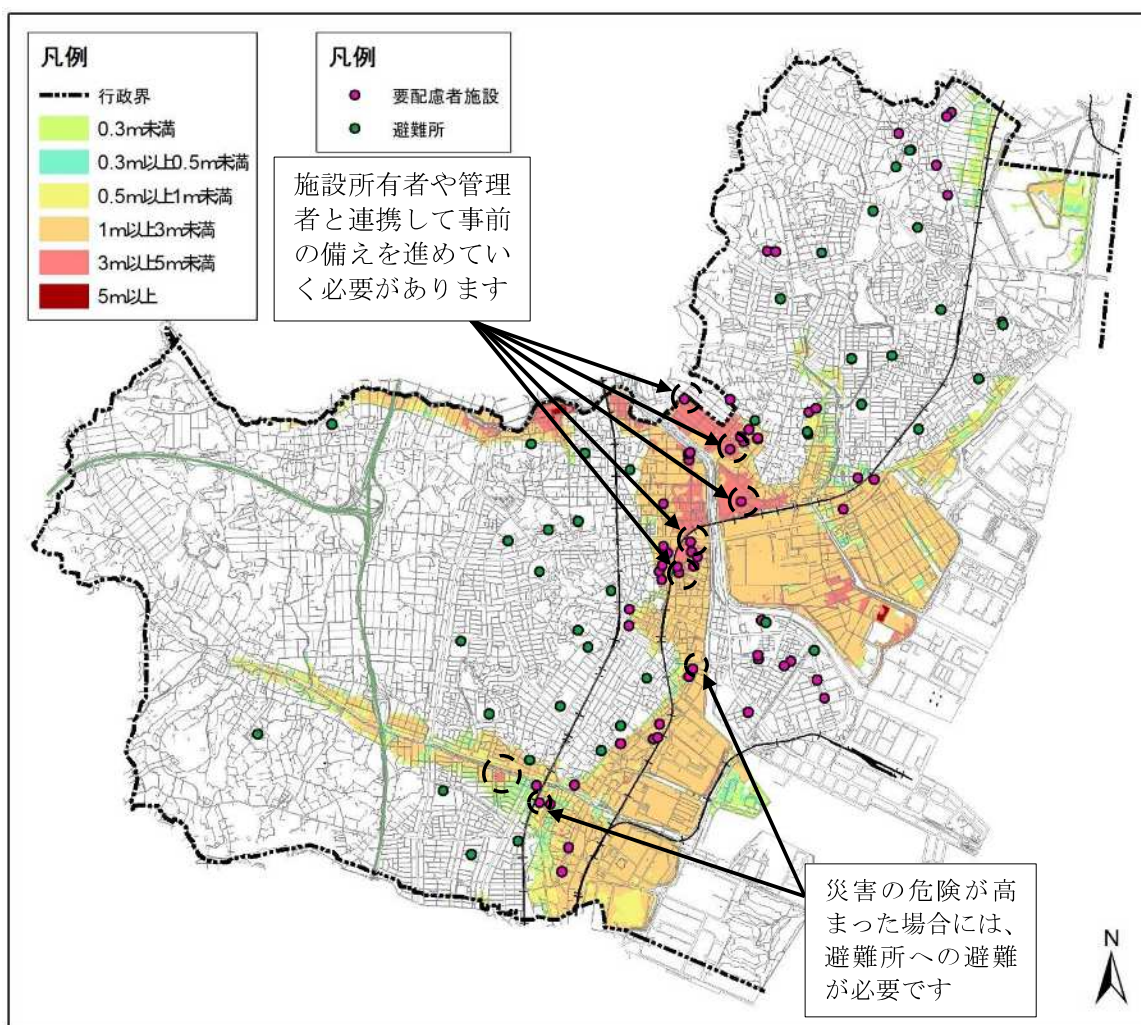 凡例
行政界
0.3m未満
0.3m以上0.5m未満
0.5m以上1m未満
1m以上3m未満
3m以上5m未満
5m以上
凡例
要配慮者施設
避難所
施設所有者や管理
者と連携して事前
の備えを進めてい
く必要があります
災害の危険が高
まった場合には、
避難所への避難
が必要です
N